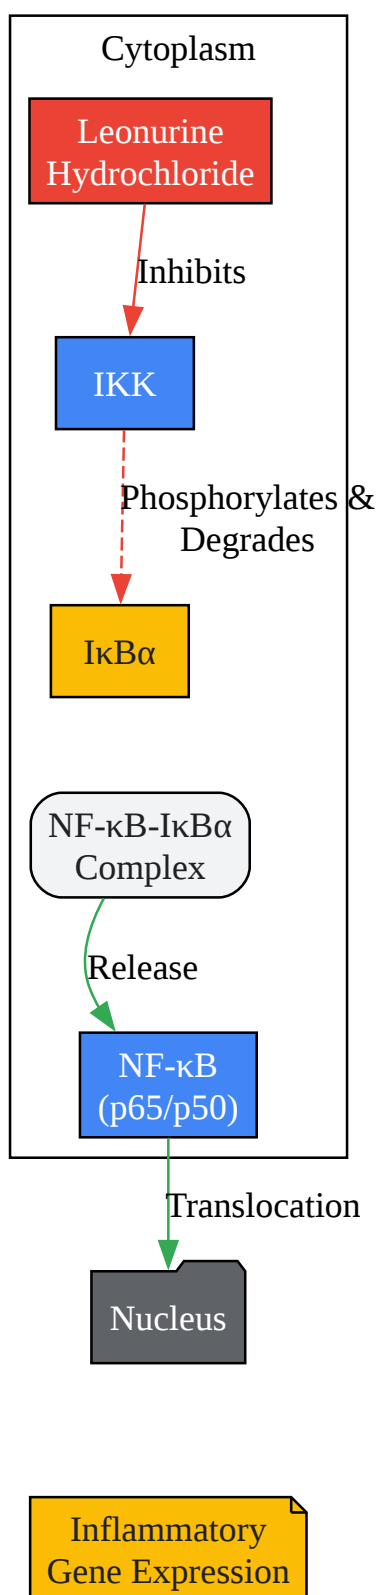 Cytoplasm
Leonurine
Hydrochloride
Inhibits
IKK
Phosphorylates &
Degrades
IκBα
NF-κB-IκBα
Complex
Release
NF-κB
(p65/p50)
Translocation
Nucleus
Inflammatory
Gene Expression